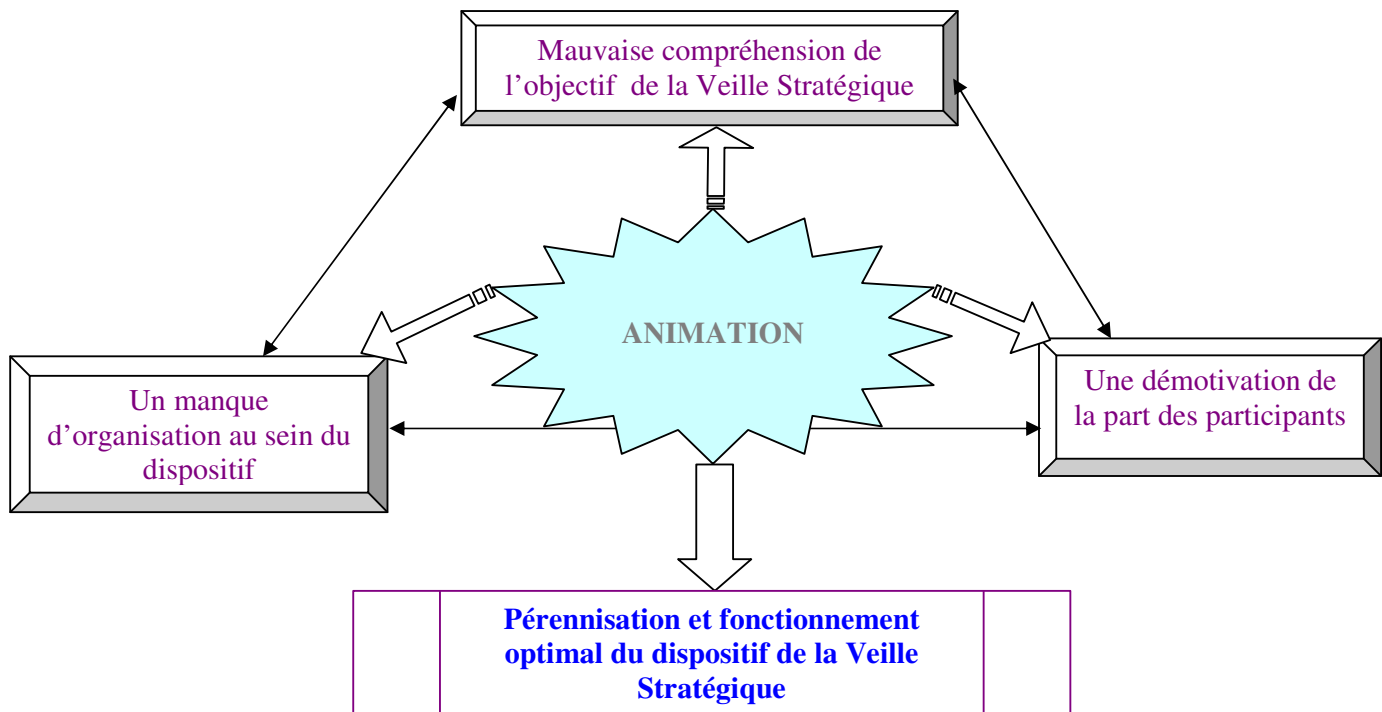 Mauvaise compréhension de
l’objectif de la Veille Stratégique
ANIMATION
Un manque
d’organisation au sein du
dispositif
Une démotivation de
la part des participants
Pérennisation et fonctionnement
optimal du dispositif de la Veille
Stratégique